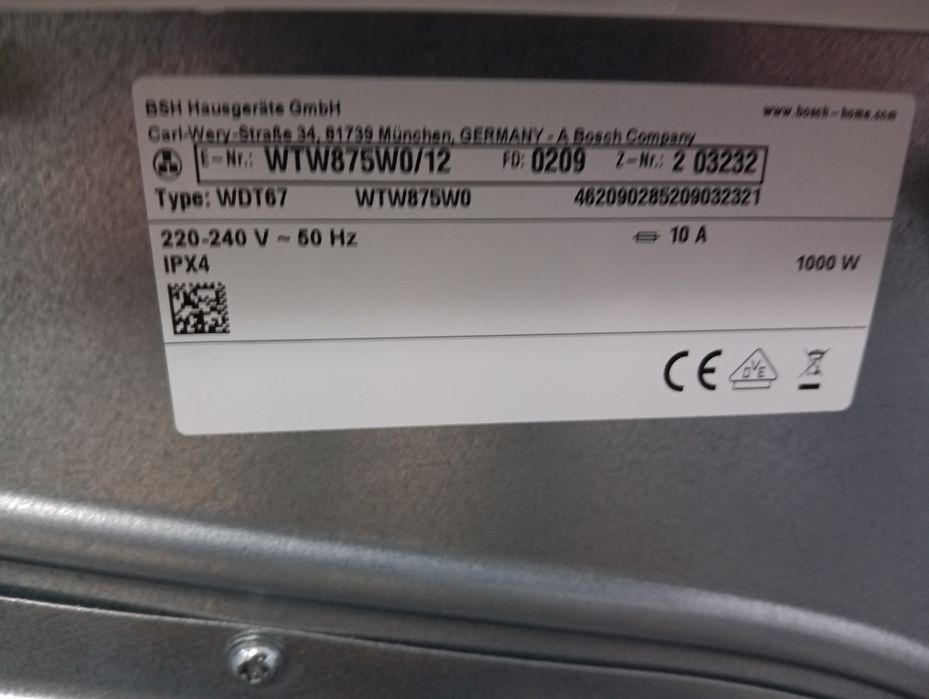 BSH Hausgeräte GmbH www.bosch-home.com
Carl-Wery-Straße 34, 81739 München, GERMANY - A Bosch Company
E-Nr.: WTW875W0/12 FD: 0209 Z-Nr.: 2 03232
Type: WDT67 WTW875W0 462090285209032321
220-240 V ~ 50 Hz 10 A
IPX4 1000 W
CE DVE